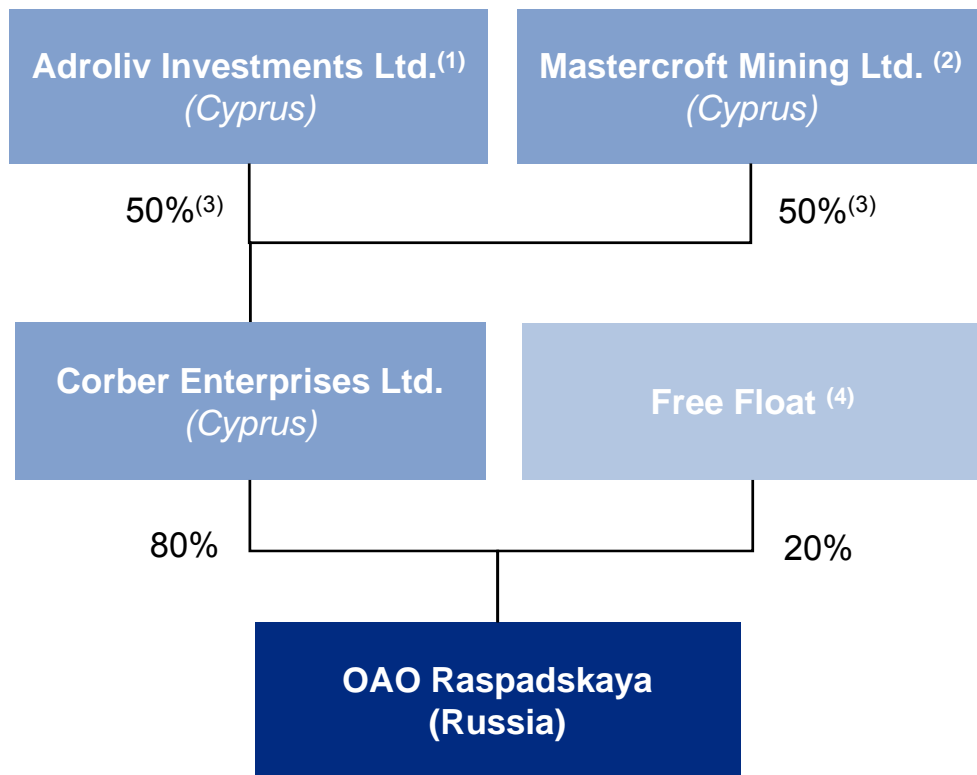 Adroliv Investments Ltd.(1)
(Cyprus)
Mastercroft Mining Ltd. (2)
(Cyprus)
50%(3)
50%(3)
Corber Enterprises Ltd.
(Cyprus)
Free Float (4)
80%
20%
OAO Raspadskaya
(Russia)